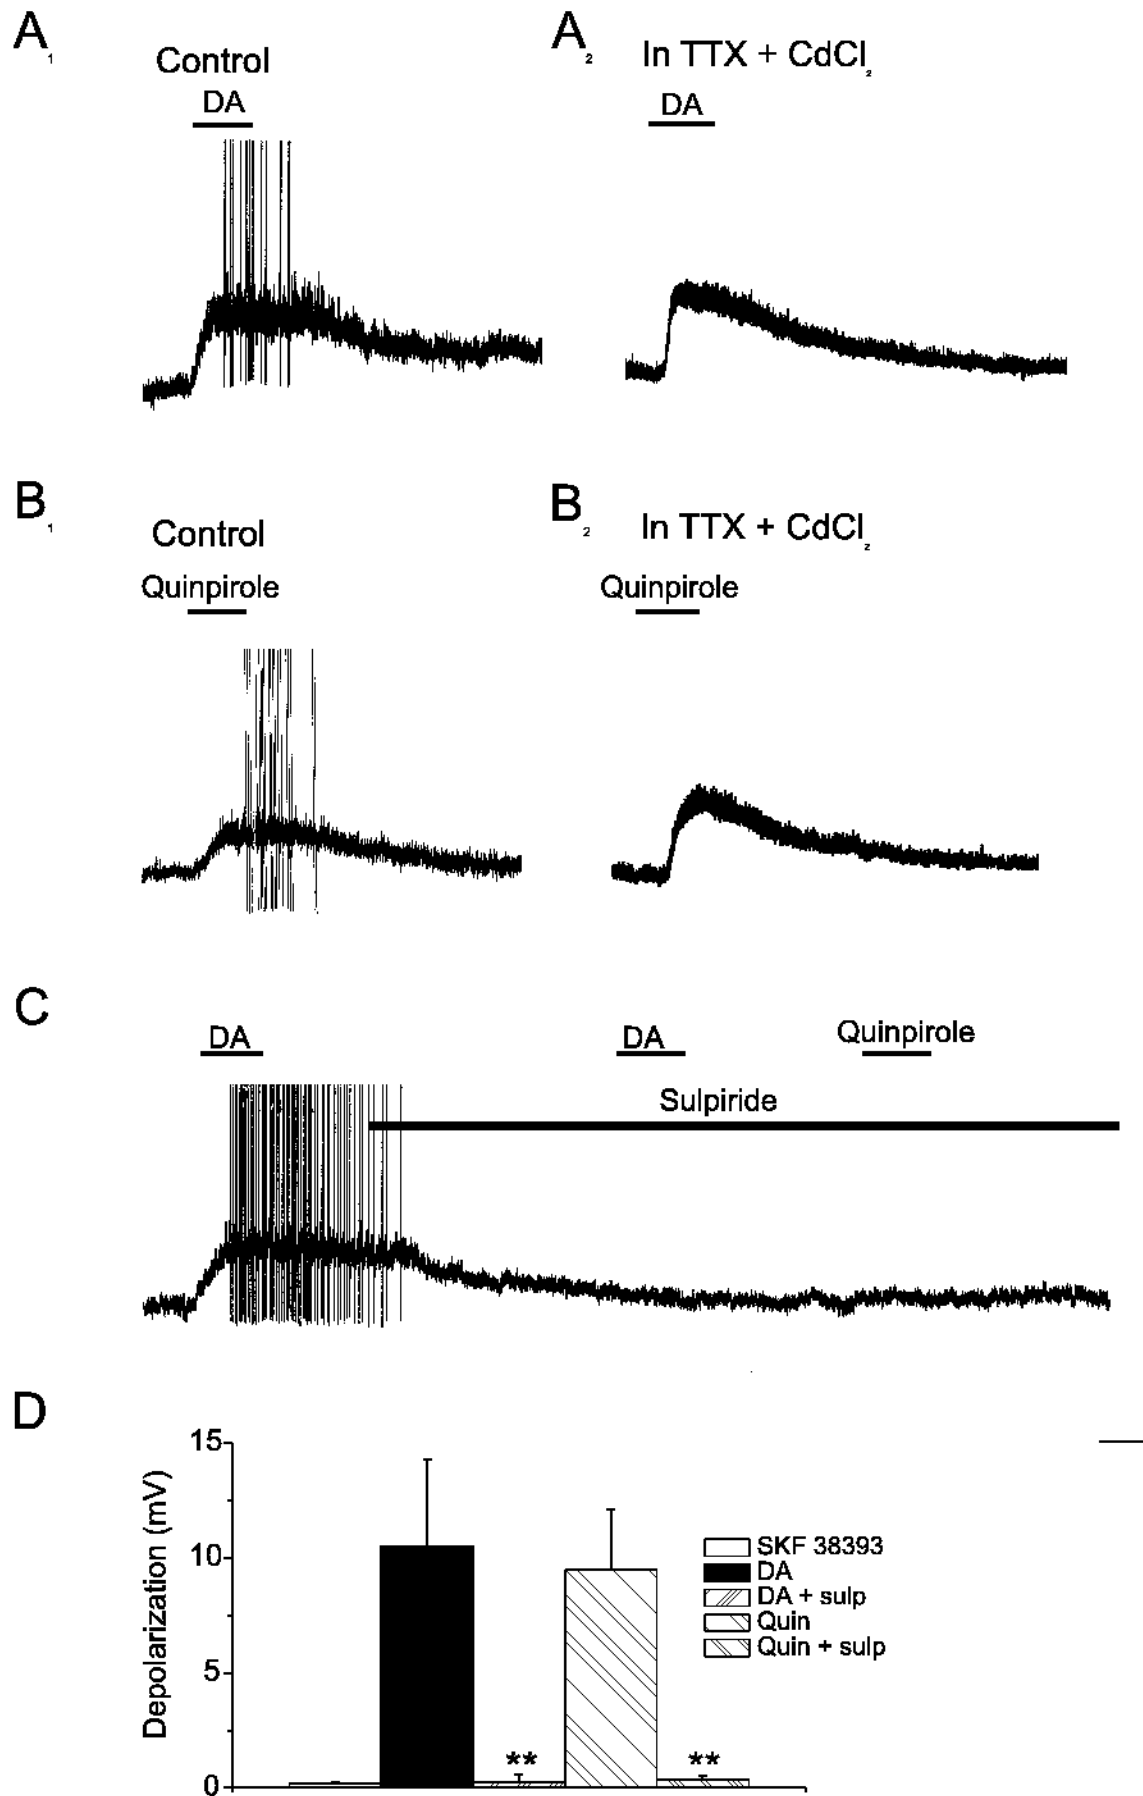 A1
Control
DA
A2
In TTX + CdCl2
DA
B1
Control
Quinpirole
B2
In TTX + CdCl2
Quinpirole
C
DA
DA
Quinpirole
Sulpiride
D
15
10
5
0
Depolarization (mV)
**
**
SKF 38393
DA
DA + sulp
Quin
Quin + sulp